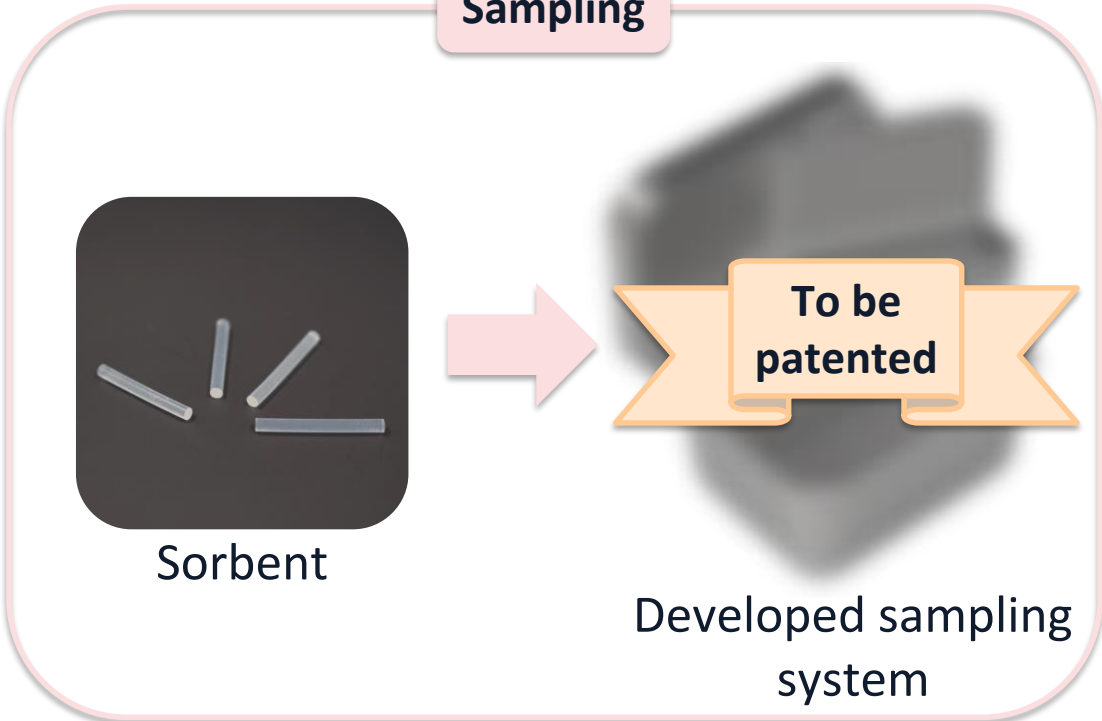 Sampling
To be
patented
Sorbent
Developed sampling
system